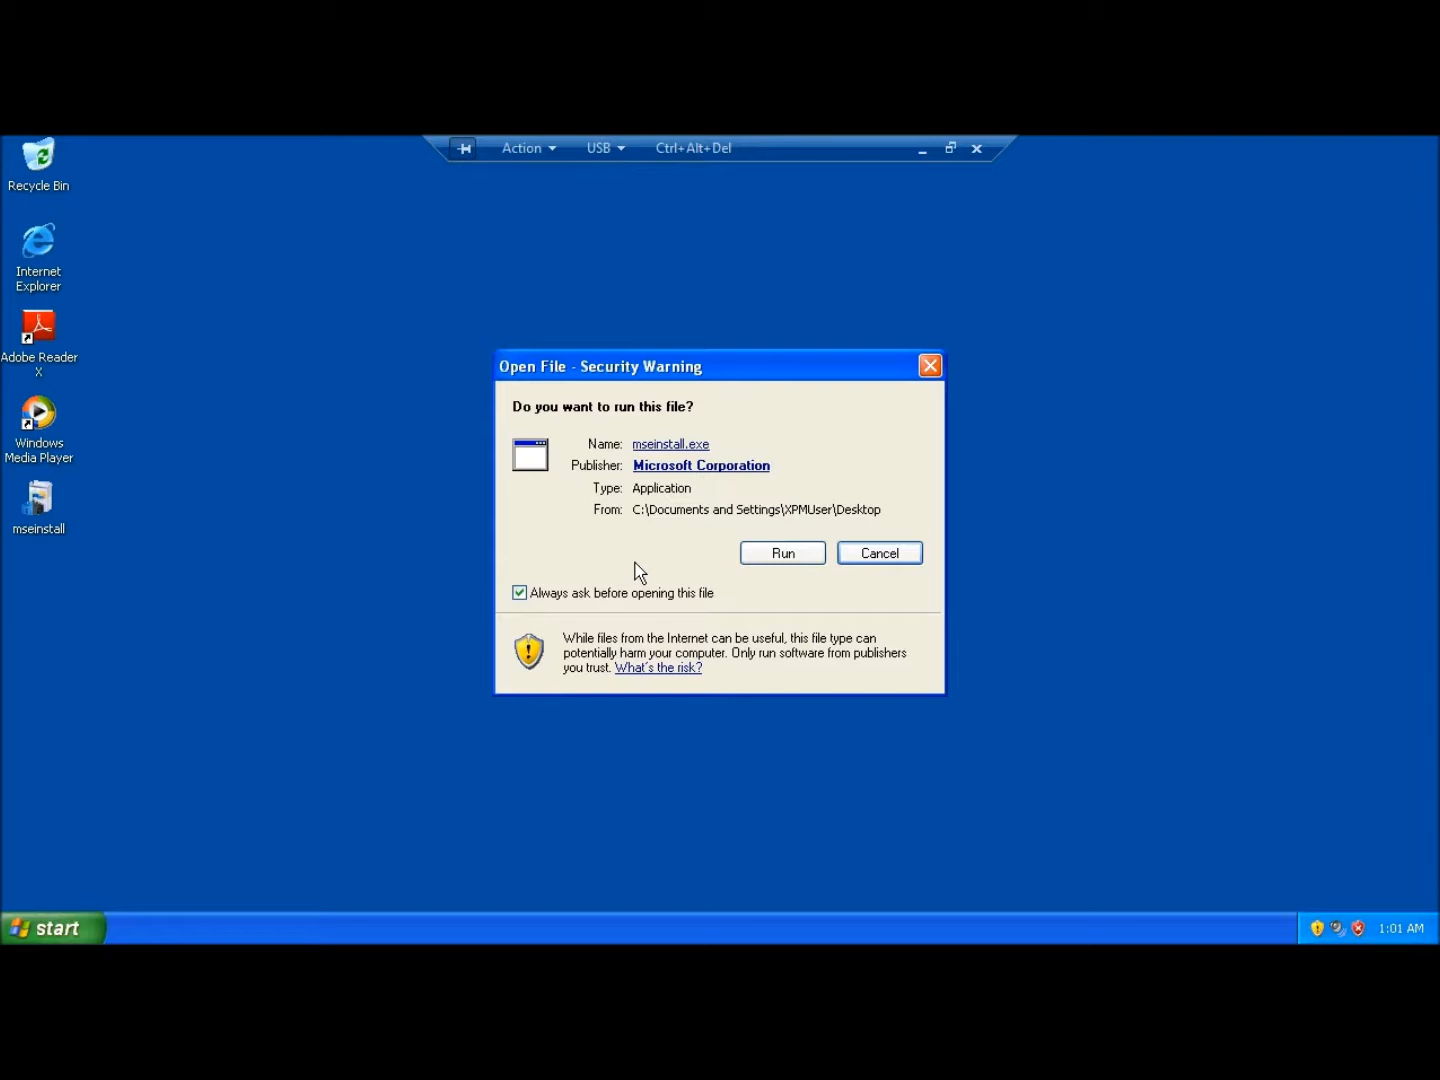 Action USB Ctrl+Alt+Del
Recycle Bin
Internet
Explorer
Adobe Reader
X
Windows
Media Player
mseinstall
Open File - Security Warning
Do you want to run this file?
Name: mseinstall.exe
Publisher: Microsoft Corporation
Type: Application
From: C:\Documents and Settings\XPMUser\Desktop
Run Cancel
Always ask before opening this file
While files from the Internet can be useful, this file type can
potentially harm your computer. Only run software from publishers
you trust. What's the risk?
start 1:01 AM